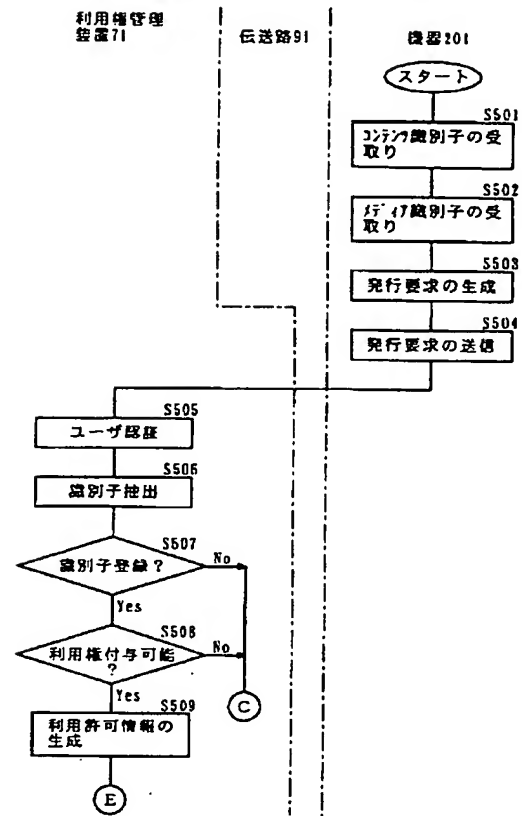 利用権管理
装置71
伝送路91
機器201
スタート
S501
コンテンツ識別子の受
取り
S502
メディア識別子の受
取り
S503
発行要求の生成
S504
発行要求の送信
S505
ユーザ認証
S506
識別子抽出
S507
識別子登録?
No
Yes
S508
利用権付与可能
?
No
Yes
C
S509
利用許可情報の
生成
E